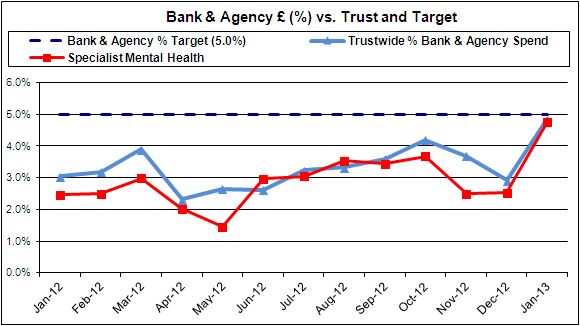 Bank & Agency £ (%) vs. Trust and Target
Bank & Agency % Target (5.0%)
Trustwide % Bank & Agency Spend
Specialist Mental Health
6.0%
5.0%
4.0%
3.0%
2.0%
1.0%
0.0%
Jan-12
Feb-12
Mar-12
Apr-12
May-12
Jun-12
Jul-12
Aug-12
Sep-12
Oct-12
Nov-12
Dec-12
Jan-13